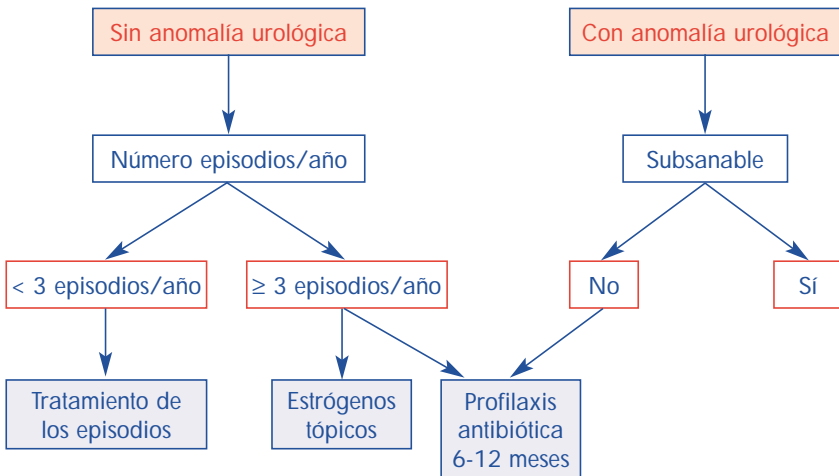 Sin anomalía urológica
Con anomalía urológica
Número episodios/año
Subsanable
< 3 episodios/año
≥ 3 episodios/año
No
Sí
Tratamiento de
los episodios
Estrógenos
tópicos
Profilaxis
antibiótica
6-12 meses